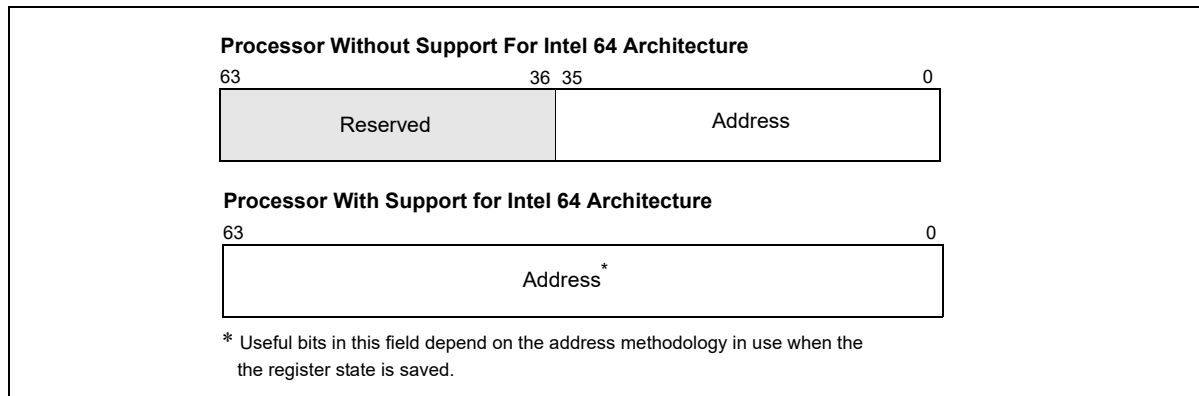 Processor Without Support For Intel 64 Architecture
63 36 35 0
Reserved Address
Processor With Support for Intel 64 Architecture
63 0
Address*
* Useful bits in this field depend on the address methodology in use when the
the register state is saved.